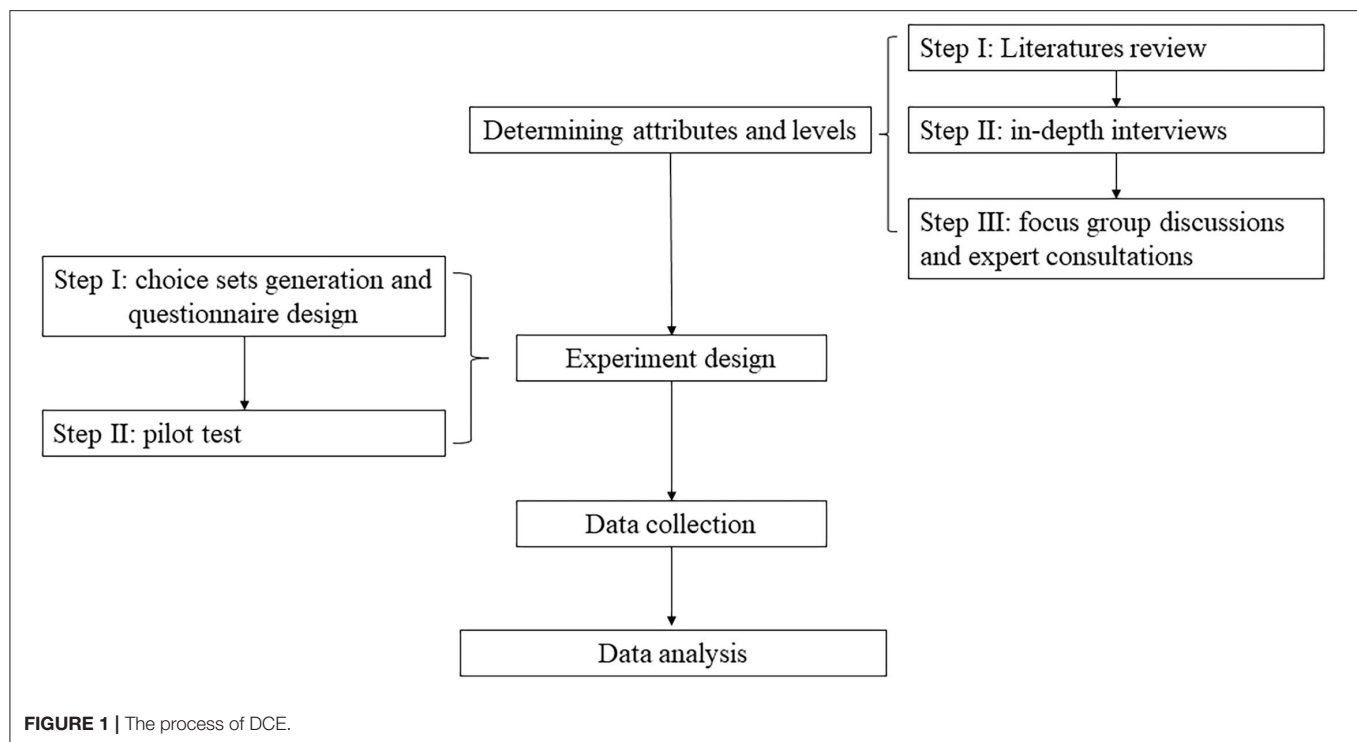 Step I: Literatures review
Determining attributes and levels
Step II: in-depth interviews
Step III: focus group discussions
and expert consultations
Step I: choice sets generation and
questionnaire design
Experiment design
Step II: pilot test
Data collection
Data analysis
FIGURE 1 | The process of DCE.